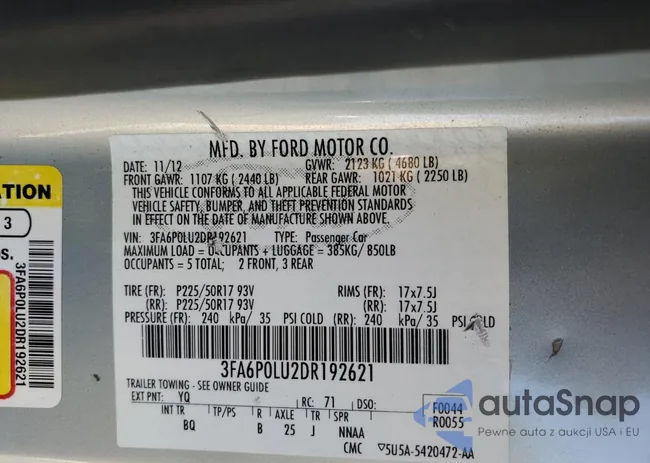 MFD. BY FORD MOTOR CO.
DATE: 11/12 GVWR: 2123 KG ( 4680 LB)
FRONT GAWR: 1107 KG ( 2440 LB) REAR GAWR: 1021 KG ( 2250 LB)
THIS VEHICLE CONFORMS TO ALL APPLICABLE FEDERAL MOTOR
VEHICLE SAFETY, BUMPER, AND THEFT PREVENTION STANDARDS
IN EFFECT ON THE DATE OF MANUFACTURE SHOWN ABOVE.
VIN: 3FA6P0LU2DR192621 TYPE: Passenger Car
MAXIMUM LOAD = OCCUPANTS + LUGGAGE = 385KG/ 850LB
OCCUPANTS = 5 TOTAL; 2 FRONT, 3 REAR
TIRE (FR): P225/50R17 93V RIMS (FR): 17x7.5J
(RR): P225/50R17 93V (RR): 17x7.5J
PRESSURE (FR): 240 kPa/ 35 PSI COLD (RR): 240 kPa/ 35 PSI COLD
3FA6P0LU2DR192621
TRAILER TOWING - SEE OWNER GUIDE
EXT PNT: YQ RC: 71 DSO: F0044
R0055
INT TR TP/PS R AXLE TR SPR
BQ B 25 J NNAA
CMC 5U5A-5420472-AA
ATION
3
OS.
3FA6P0LU2DR192621
autoSnap
Pewne auta z aukcji USA i EU